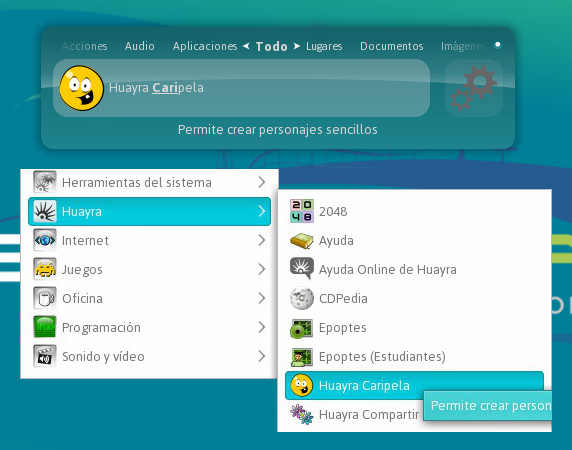 Acciones Audio Aplicaciones Todo Lugares Documentos Imágenes
Huayra Caripela
Permite crear personajes sencillos
Herramientas del sistema
Huayra
Internet
Juegos
Oficina
Programación
Sonido y vídeo
2048
Ayuda
Ayuda Online de Huayra
CDPedia
Epoptes
Epoptes (Estudiantes)
Huayra Caripela
Permite crear person
Huayra Compartir